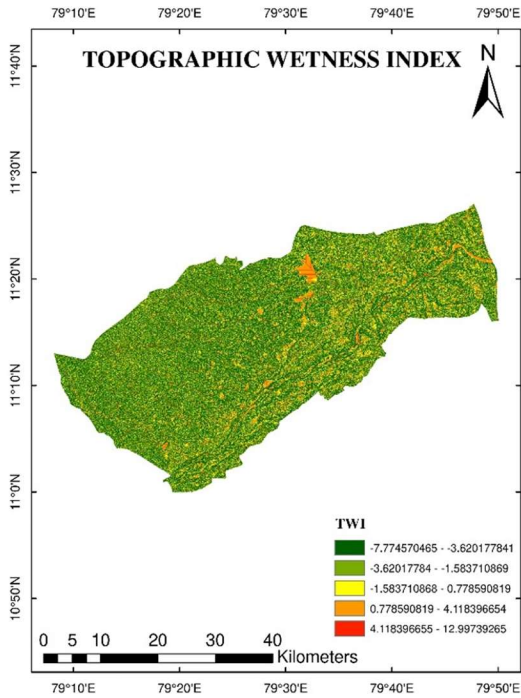 79°10'E 79°20'E 79°30'E 79°40'E 79°50'E
TOPOGRAPHIC WETNESS INDEX
N
11°40'N
11°30'N
11°20'N
11°10'N
11°0'N
10°50'N
TWI
-7.774570465 - -3.620177841
-3.62017784 - -1.583710869
-1.583710868 - 0.778590819
0.778590819 - 4.118396654
4.118396655 - 12.99739265
0 5 10 20 30 40
Kilometers
79°10'E 79°20'E 79°30'E 79°40'E 79°50'E